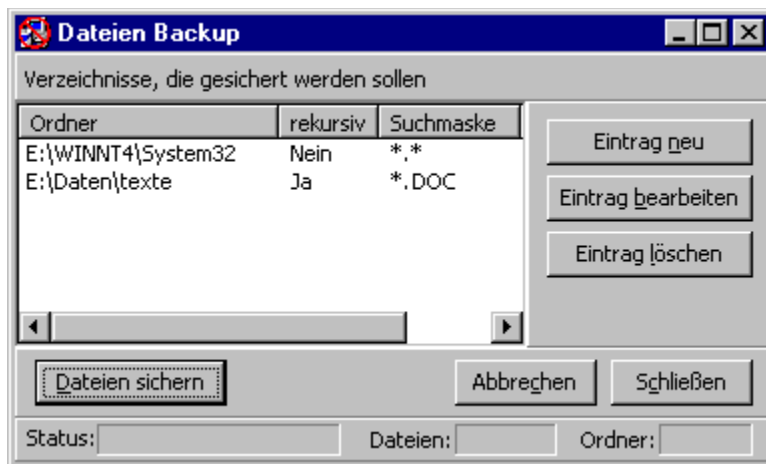 Dateien Backup
Verzeichnisse, die gesichert werden sollen
Ordner rekursiv Suchmaske
E:\WINNT4\System32 Nein *.*
E:\Daten\texte Ja *.DOC
Eintrag neu
Eintrag bearbeiten
Eintrag löschen
Dateien sichern Abbrechen Schließen
Status: Dateien: Ordner: